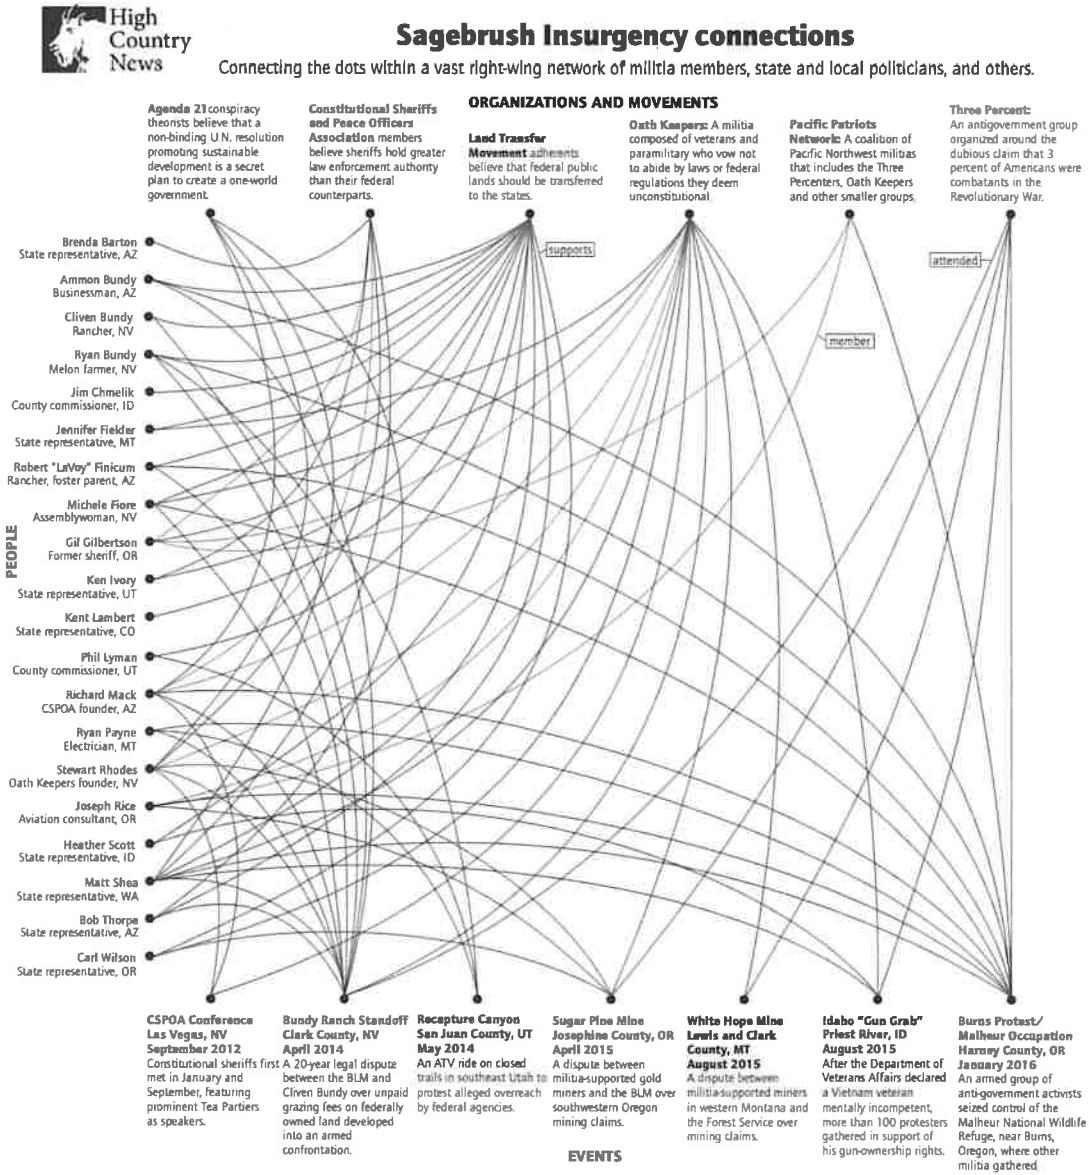 High
Country
News
Sagebrush Insurgency connections
Connecting the dots within a vast right-wing network of militia members, state and local politicians, and others.
ORGANIZATIONS AND MOVEMENTS
Agenda 21 conspiracy
theorists believe that a
non-binding U.N. resolution
promoting sustainable
development is a secret
plan to create a one-world
government.
Constitutional Sheriffs
and Peace Officers
Association members
believe sheriffs hold greater
law enforcement authority
than their federal
counterparts.
Land Transfer
Movement adherents
believe that federal public
lands should be transferred
to the states.
Oath Keepers: A militia
composed of veterans and
paramilitary who vow not
to abide by laws or federal
regulations they deem
unconstitutional.
Pacific Patriots
Network: A coalition of
Pacific Northwest militias
that includes the Three
Percenters, Oath Keepers
and other smaller groups.
Three Percent:
An antigovernment group
organized around the
dubious claim that 3
percent of Americans were
combatants in the
Revolutionary War.
supports
attended
member
PEOPLE
Brenda Barton
State representative, AZ
Ammon Bundy
Businessman, AZ
Cliven Bundy
Rancher, NV
Ryan Bundy
Melon farmer, NV
Jim Chmelik
County commissioner, ID
Jennifer Fielder
State representative, MT
Robert "LaVoy" Finicum
Rancher, foster parent, AZ
Michele Fiore
Assemblywoman, NV
Gil Gilbertson
Former sheriff, OR
Ken Ivory
State representative, UT
Kent Lambert
State representative, CO
Phil Lyman
County commissioner, UT
Richard Mack
CSPOA founder, AZ
Ryan Payne
Electrician, MT
Stewart Rhodes
Oath Keepers founder, NV
Joseph Rice
Aviation consultant, OR
Heather Scott
State representative, ID
Matt Shea
State representative, WA
Bob Thorpe
State representative, AZ
Carl Wilson
State representative, OR
CSPOA Conference
Las Vegas, NV
September 2012
Constitutional sheriffs first
met in January and
September, featuring
prominent Tea Partiers
as speakers.
Bundy Ranch Standoff
Clark County, NV
April 2014
A 20-year legal dispute
between the BLM and
Cliven Bundy over unpaid
grazing fees on federally
owned land developed
into an armed
confrontation.
Recapture Canyon
San Juan County, UT
May 2014
An ATV ride on closed
trails in southeast Utah to
protest alleged overreach
by federal agencies.
Sugar Pine Mine
Josephine County, OR
April 2015
A dispute between
militia-supported gold
miners and the BLM over
southwestern Oregon
mining claims.
White Hope Mine
Lewis and Clark
County, MT
August 2015
A dispute between
militia-supported miners
in western Montana and
the Forest Service over
mining claims.
Idaho "Gun Grab"
Priest River, ID
August 2015
After the Department of
Veterans Affairs declared
a Vietnam veteran
mentally incompetent,
more than 100 protesters
gathered in support of
his gun-ownership rights.
Burns Protest/
Malheur Occupation
Harney County, OR
January 2016
An armed group of
anti-government activists
seized control of the
Malheur National Wildlife
Refuge, near Burns,
Oregon, where other
militia gathered.
EVENTS